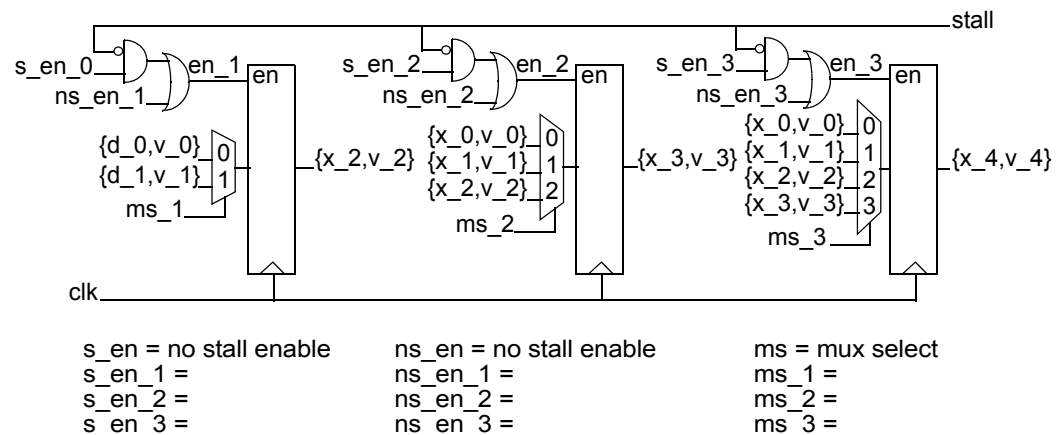 stall
s_en_0
en_1
ns_en_1
en
s_en_2
en_2
ns_en_2
en
s_en_3
en_3
ns_en_3
en
{d_0,v_0} 0
{d_1,v_1} 1
ms_1
{x_2,v_2}
{x_0,v_0} 0
{x_1,v_1} 1
{x_2,v_2} 2
ms_2
{x_3,v_3}
{x_0,v_0} 0
{x_1,v_1} 1
{x_2,v_2} 2
{x_3,v_3} 3
ms_3
{x_4,v_4}
clk
s_en = no stall enable
s_en_1 =
s_en_2 =
s_en_3 =
ns_en = no stall enable
ns_en_1 =
ns_en_2 =
ns_en_3 =
ms = mux select
ms_1 =
ms_2 =
ms_3 =